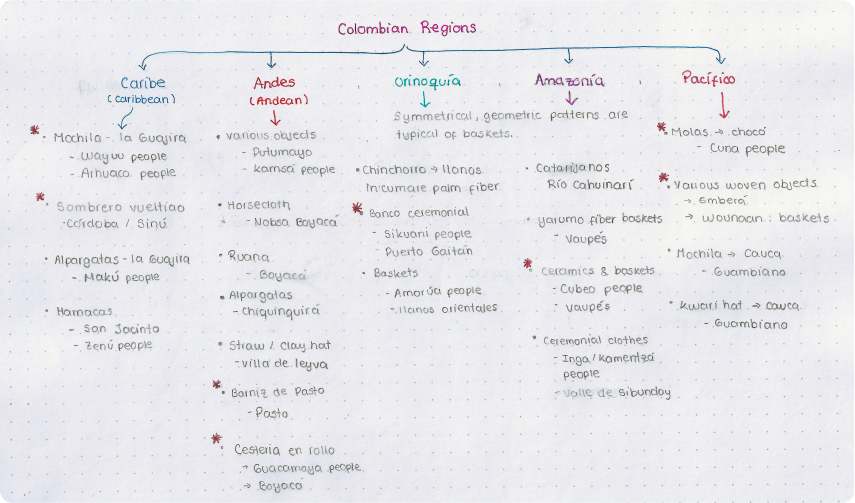 Colombian Regions
Caribe
(Caribbean)
* • Mochila - la Guajira
- Wayuu people
- Arhuaco people
* • Sombrero vueltiao
- Córdoba / Sinú
• Alpargatas - la Guajira
- Makú people
• Hamacas
- San Jacinto
- Zenú people
Andes
(Andean)
• various objects
- Putumayo
- Kamsá people
• Horsecloth
- Nobsa Boyacá
• Ruana
- Boyacá
• Alpargatas
- Chiquinquirá
• Straw / Clay hat
- Villa de leyva
* • Barniz de Pasto
- Pasto
* • Cestería en rollo
→ Guacamaya people
→ Boyacá
Orinoquía
Amazonía
Symmetrical, geometric patterns are
typical of baskets.
• Chinchorro → llanos
In cumare palm fiber
* • Banco ceremonial
- Sikuani people
Puerto Gaitán
• Baskets
- Amorúa people
- llanos orientales
• Catarijanos
Río Cahuinarí
• yarumo fiber baskets
- Vaupés
* • Ceramics & baskets
- Cubeo people
- Vaupés
• Ceremonial clothes
- Inga / Kamentzá
people
- Valle de Sibundoy
Pacífico
* • Molas → chocó
- Cuna people
* • Various woven objects
→ Emberá
→ Wounaan : baskets
• Mochila → Cauca
- Guambiano
• Kwari hat → cauca
- Guambiano